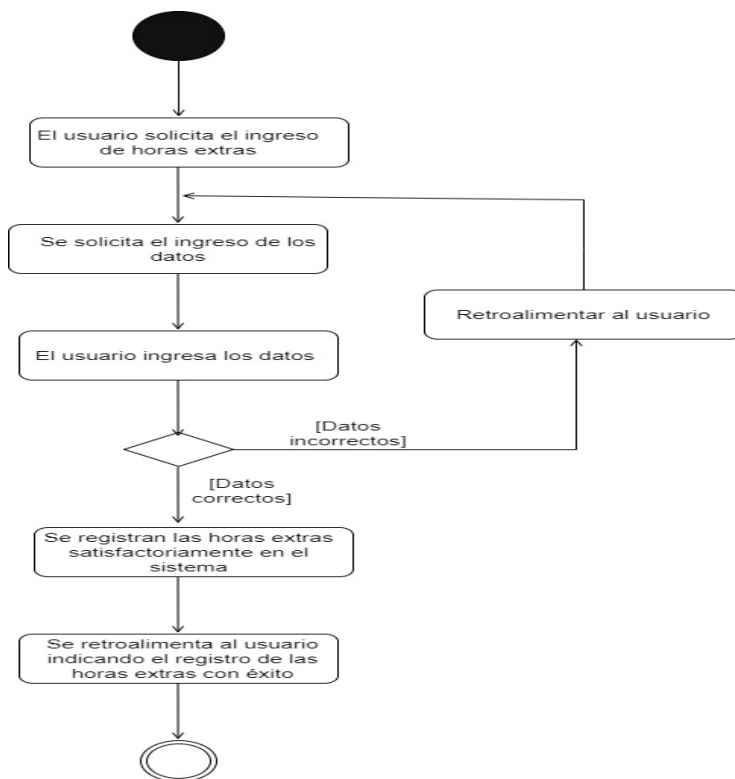 El usuario solicita el ingreso
de horas extras
Se solicita el ingreso de los
datos
Retroalimentar al usuario
El usuario ingresa los datos
[Datos
incorrectos]
[Datos
correctos]
Se registran las horas extras
satisfactoriamente en el
sistema
Se retroalimenta al usuario
indicando el registro de las
horas extras con éxito